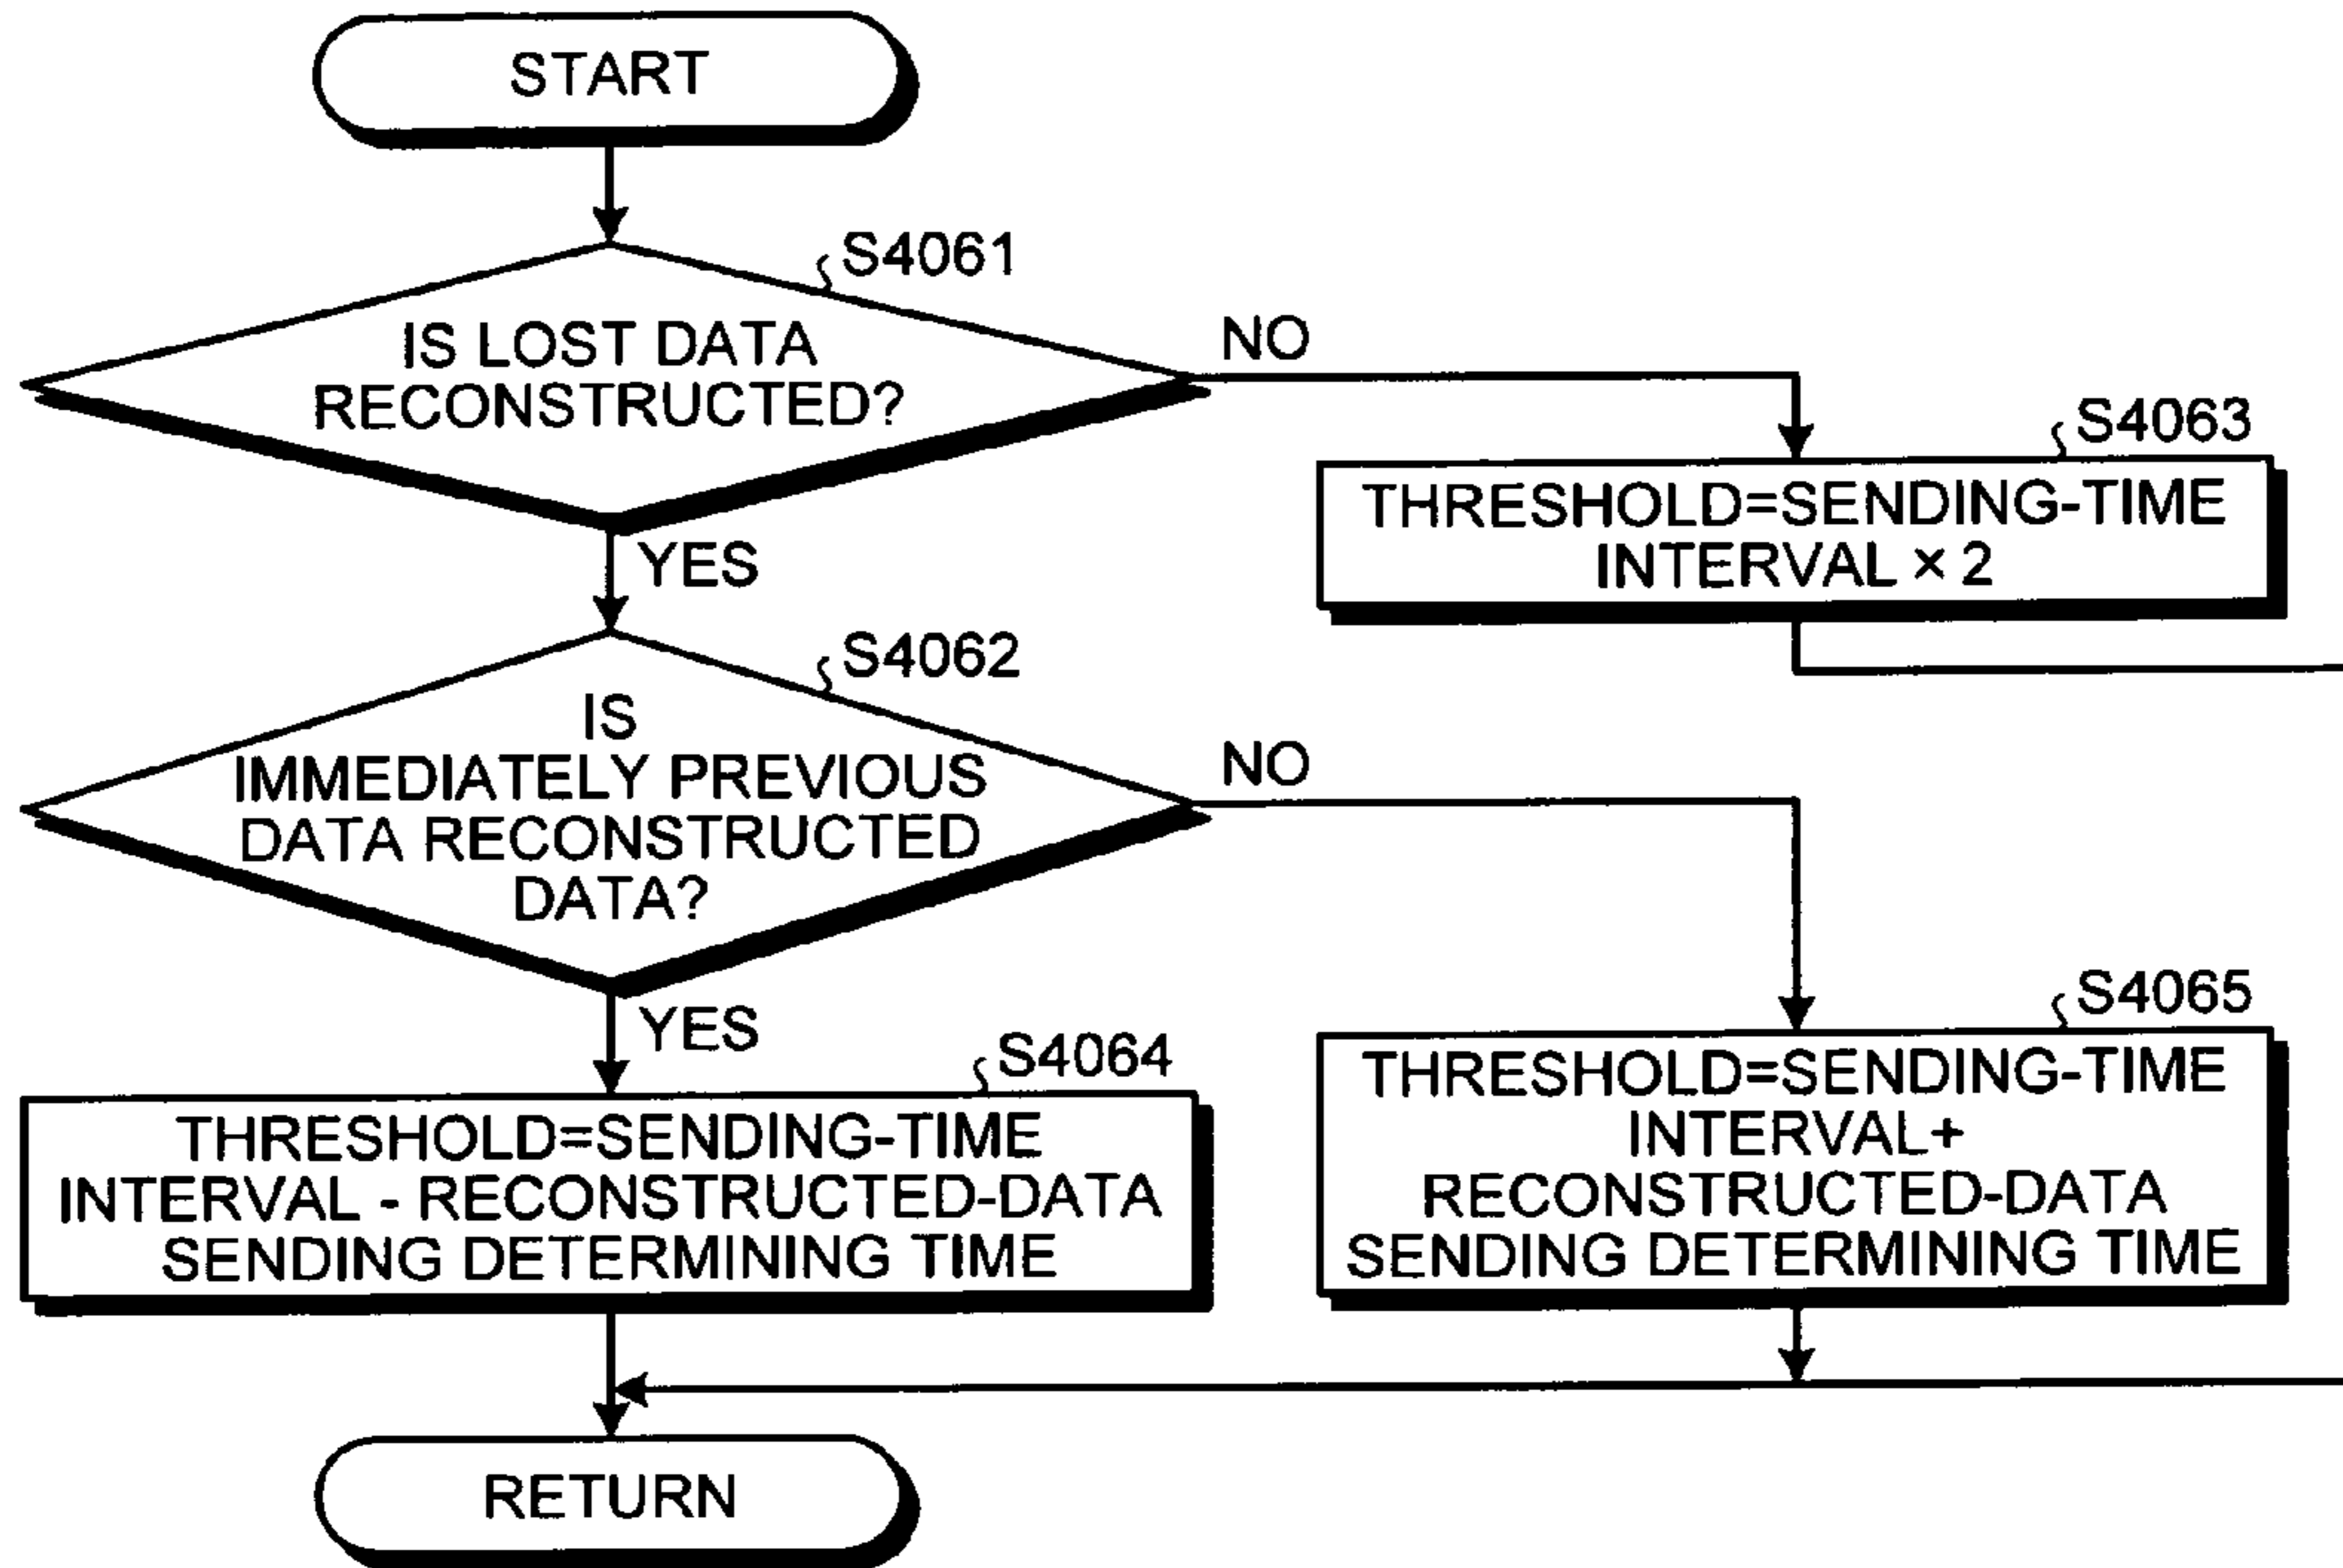 START
S4061
IS LOST DATA
RECONSTRUCTED?
NO
YES
S4063
THRESHOLD=SENDING-TIME
INTERVAL × 2
S4062
IS
IMMEDIATELY PREVIOUS
DATA RECONSTRUCTED
DATA?
NO
YES
S4064
THRESHOLD=SENDING-TIME
INTERVAL - RECONSTRUCTED-DATA
SENDING DETERMINING TIME
S4065
THRESHOLD=SENDING-TIME
INTERVAL+
RECONSTRUCTED-DATA
SENDING DETERMINING TIME
RETURN